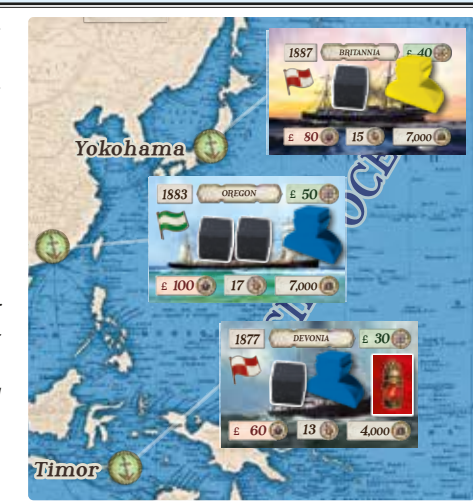 1887 BRITANNIA £ 40
£ 80 15 7,000
Yokohama
1883 OREGON £ 50
£ 100 17 7,000
OCE
1877 DEVONIA £ 30
£ 60 13 4,000
Timor